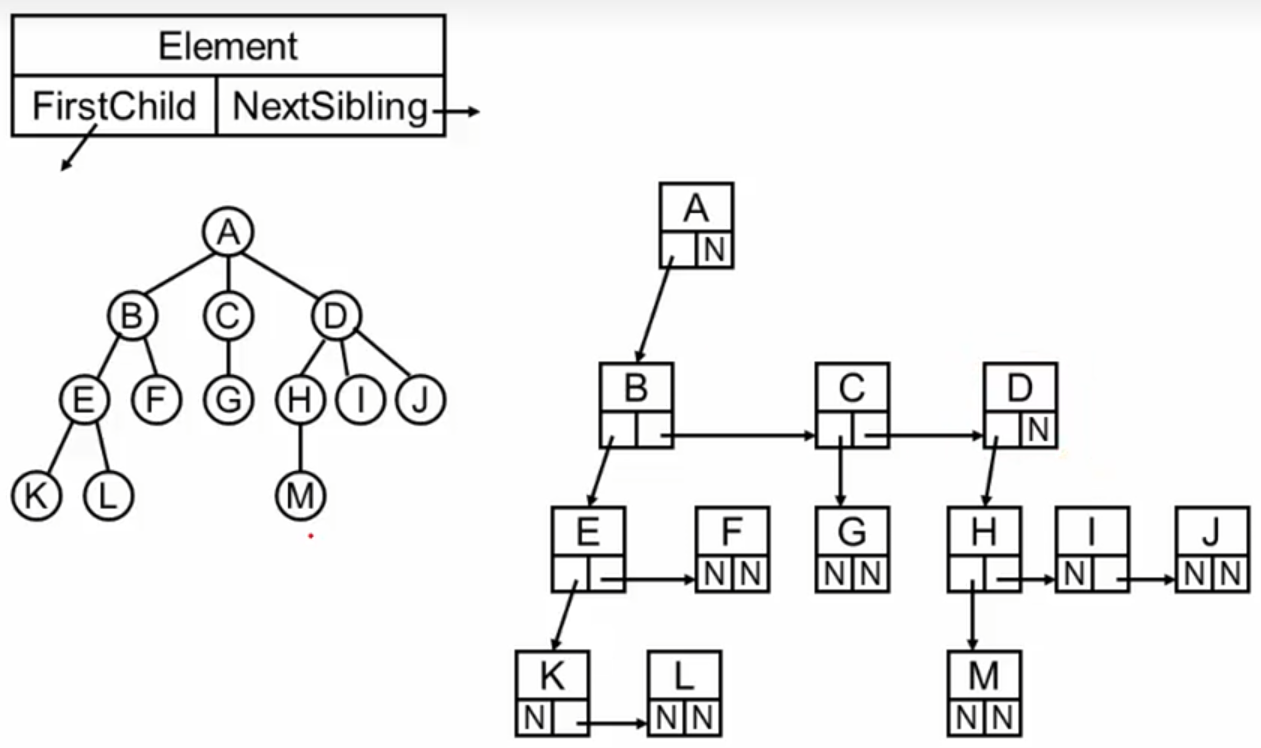 Element
FirstChild NextSibling
A
B C D
E F G H I J
K L M
A
N
B C D
N
E F G H I J
N N N N N N N
K L M
N N N N N